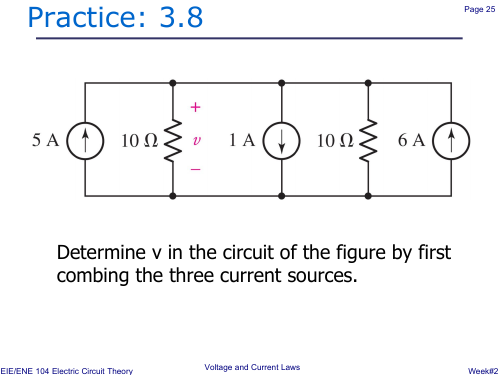 Practice: 3.8
Page 25
+
5 A
10 Ω
v
1 A
10 Ω
6 A
−
Determine v in the circuit of the figure by first
combing the three current sources.
EIE/ENE 104 Electric Circuit Theory
Voltage and Current Laws
Week#2